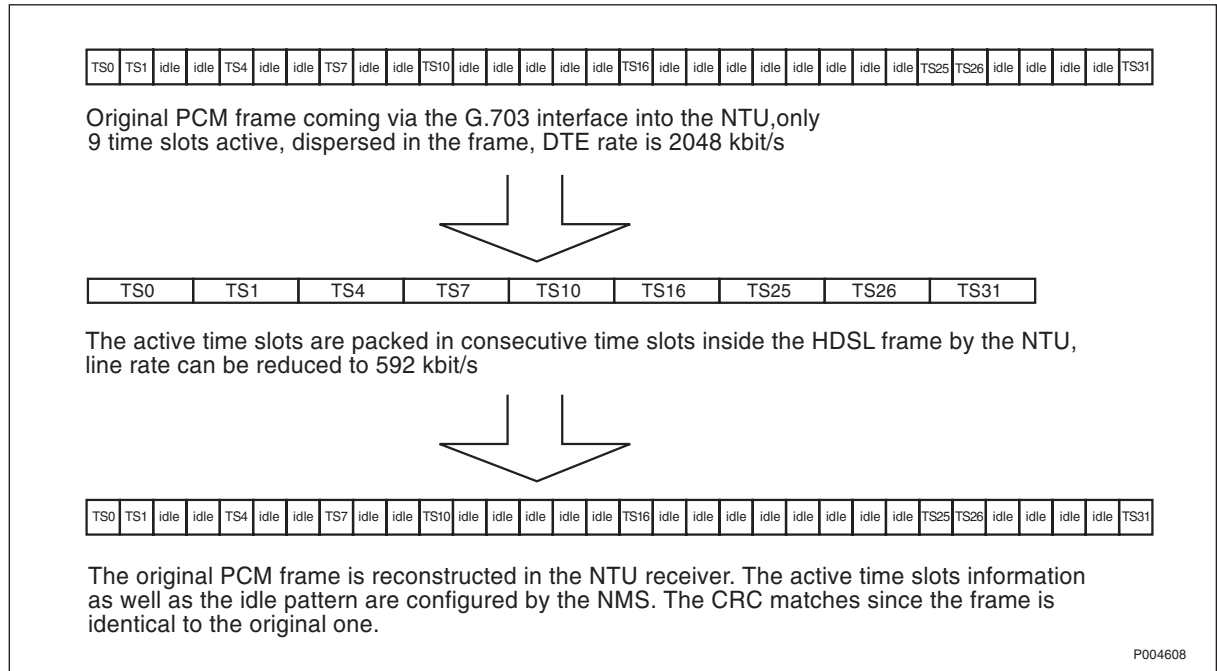 TS0 TS1 idle idle TS4 idle idle TS7 idle idle TS10 idle idle idle idle idle TS16 idle idle idle idle idle idle idle idle TS25 TS26 idle idle idle idle TS31
Original PCM frame coming via the G.703 interface into the NTU,only
9 time slots active, dispersed in the frame, DTE rate is 2048 kbit/s
TS0 TS1 TS4 TS7 TS10 TS16 TS25 TS26 TS31
The active time slots are packed in consecutive time slots inside the HDSL frame by the NTU,
line rate can be reduced to 592 kbit/s
TS0 TS1 idle idle TS4 idle idle TS7 idle idle TS10 idle idle idle idle idle TS16 idle idle idle idle idle idle idle idle TS25 TS26 idle idle idle idle TS31
The original PCM frame is reconstructed in the NTU receiver. The active time slots information
as well as the idle pattern are configured by the NMS. The CRC matches since the frame is
identical to the original one.
P004608